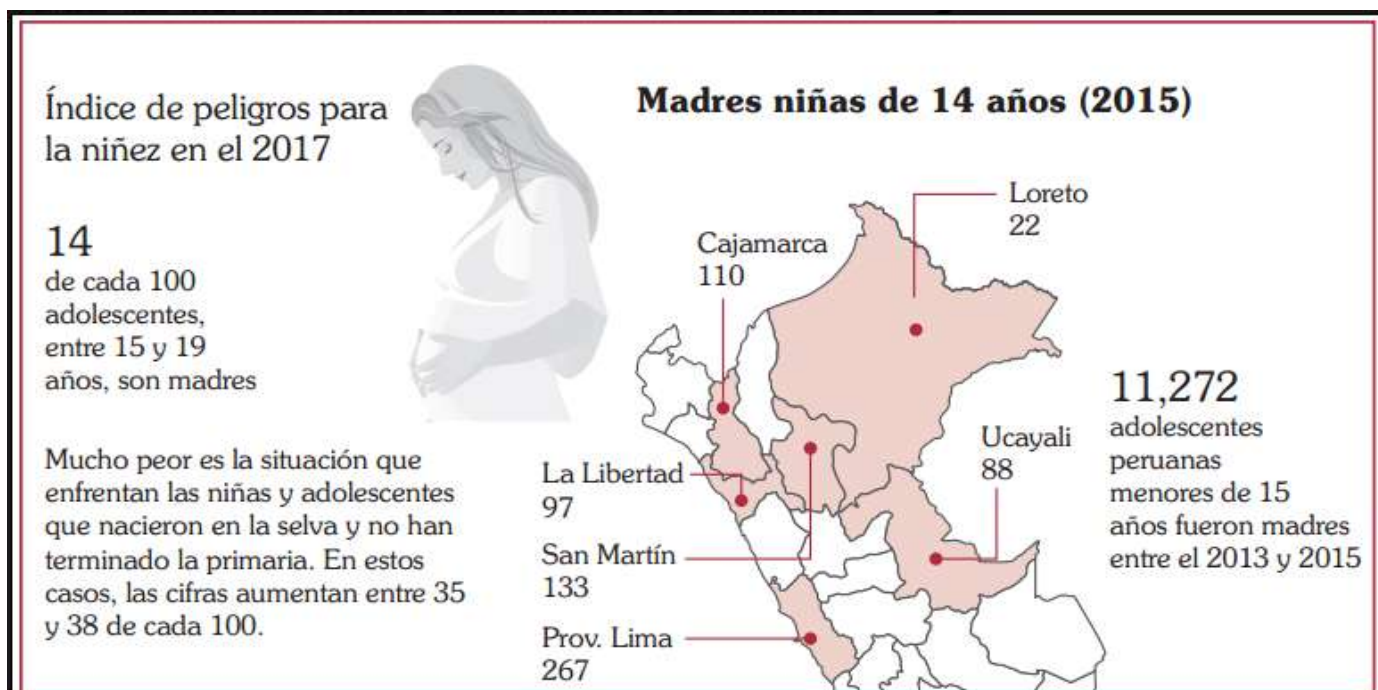 Índice de peligros para
la niñez en el 2017
14
de cada 100
adolescentes,
entre 15 y 19
años, son madres
Mucho peor es la situación que
enfrentan las niñas y adolescentes
que nacieron en la selva y no han
terminado la primaria. En estos
casos, las cifras aumentan entre 35
y 38 de cada 100.
Madres niñas de 14 años (2015)
Loreto
22
Cajamarca
110
La Libertad
97
San Martín
133
Prov. Lima
267
Ucayali
88
11,272
adolescentes
peruanas
menores de 15
años fueron madres
entre el 2013 y 2015